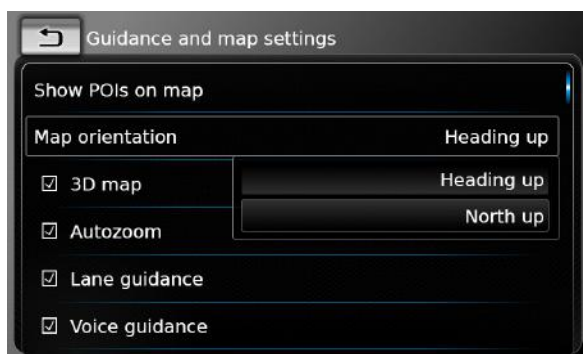 Guidance and map settings
Show POIs on map
Map orientation Heading up
3D map Heading up
Autozoom North up
Lane guidance
Voice guidance